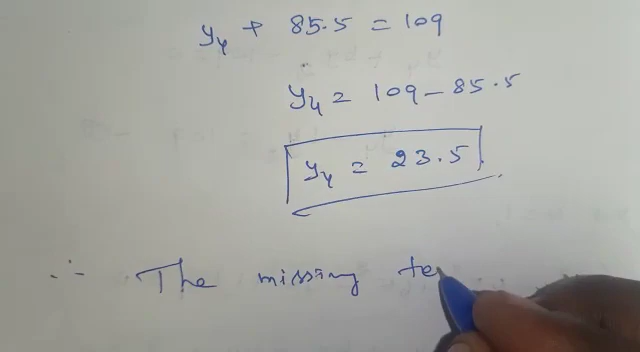 y₄ + 85.5 = 109
y₄ = 109 - 85.5
y₄ = 23.5
∴ The missing te